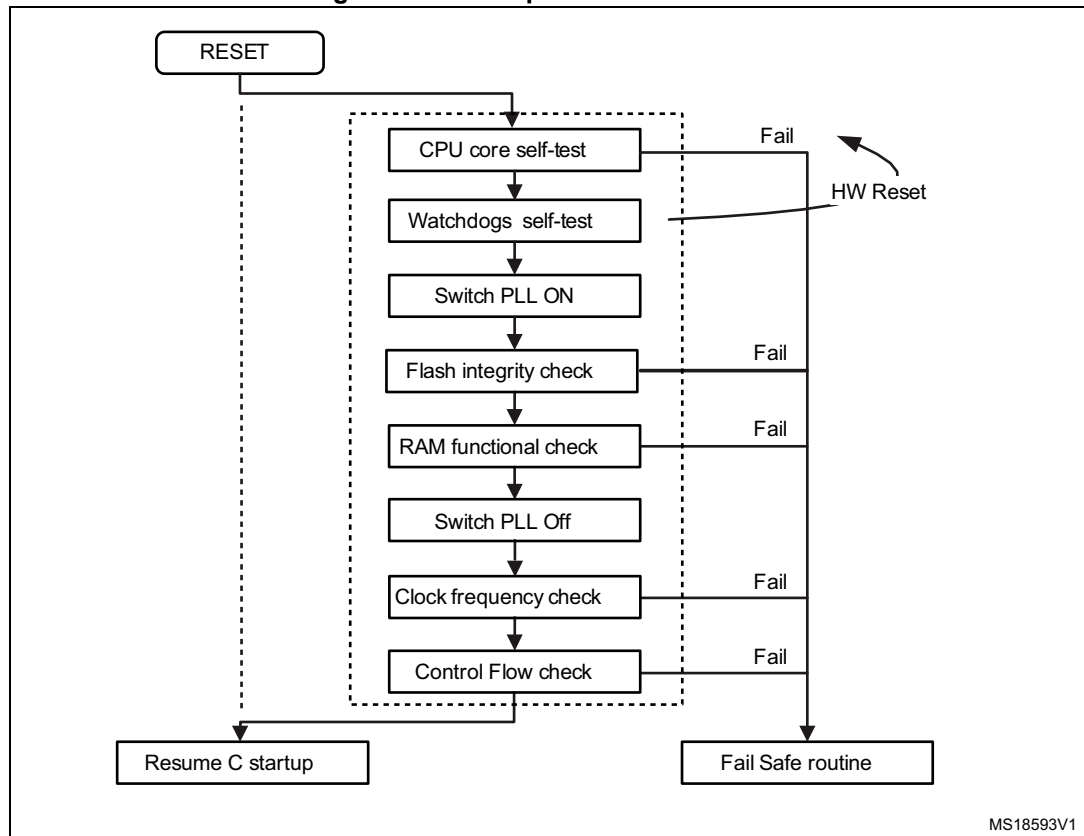 RESET
CPU core self-test
Fail
HW Reset
Watchdogs self-test
Switch PLL ON
Flash integrity check
Fail
RAM functional check
Fail
Switch PLL Off
Clock frequency check
Fail
Control Flow check
Fail
Resume C startup
Fail Safe routine
MS18593V1